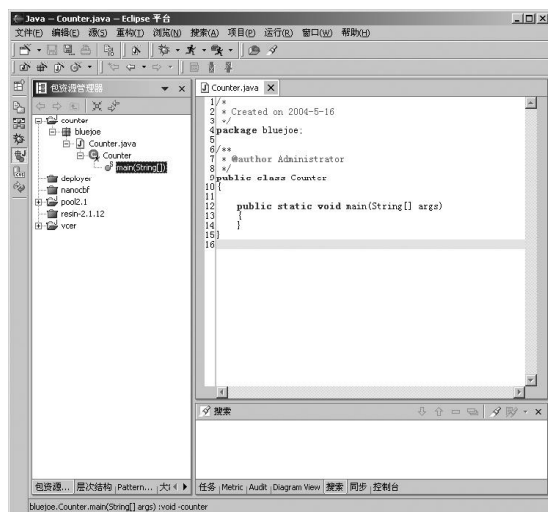 Java - Counter.java - Eclipse 平台
文件(F) 编辑(E) 源(S) 重构(T) 浏览(N) 搜索(A) 项目(P) 运行(R) 窗口(W) 帮助(H)
包资源管理器
counter
bluejoe
Counter.java
Counter
main(String[])
deployer
nanocbf
pool2.1
resin-2.1.12
vcer
Counter.java
1 /*
2 * Created on 2004-5-16
3 */
4 package bluejoe;
5
6 /**
7 * @author Administrator
8 */
9 public class Counter
10 {
11
12 public static void main(String[] args)
13 {
14 }
15 }
16
搜索
包资源... 层次结构 Pattern...
任务 Metric Audit Diagram View 搜索 同步 控制台
bluejoe.Counter.main(String[] args) :void -counter